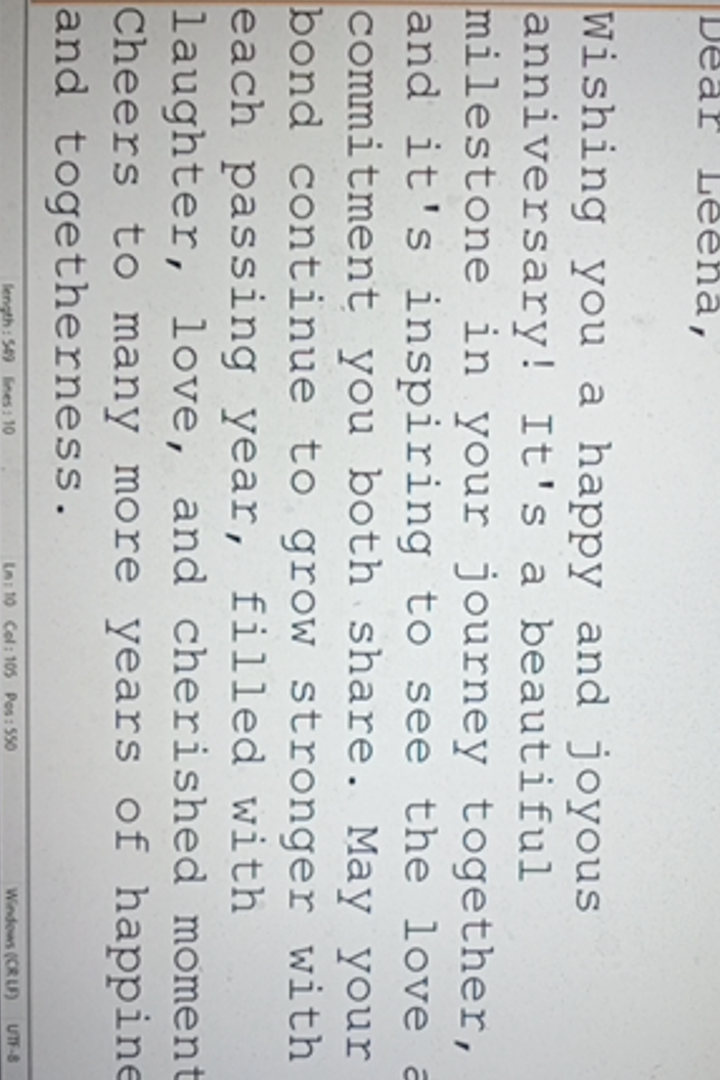 Dear Leena,
Wishing you a happy and joyous
anniversary! It's a beautiful
milestone in your journey together,
and it's inspiring to see the love
commitment you both share. May your
bond continue to grow stronger with
each passing year, filled with
laughter, love, and cherished moment
Cheers to many more years of happine
and togetherness.
length : 549 lines : 10 Ln : 10 Col : 105 Pos : 550 Windows (CR LF) UTF-8